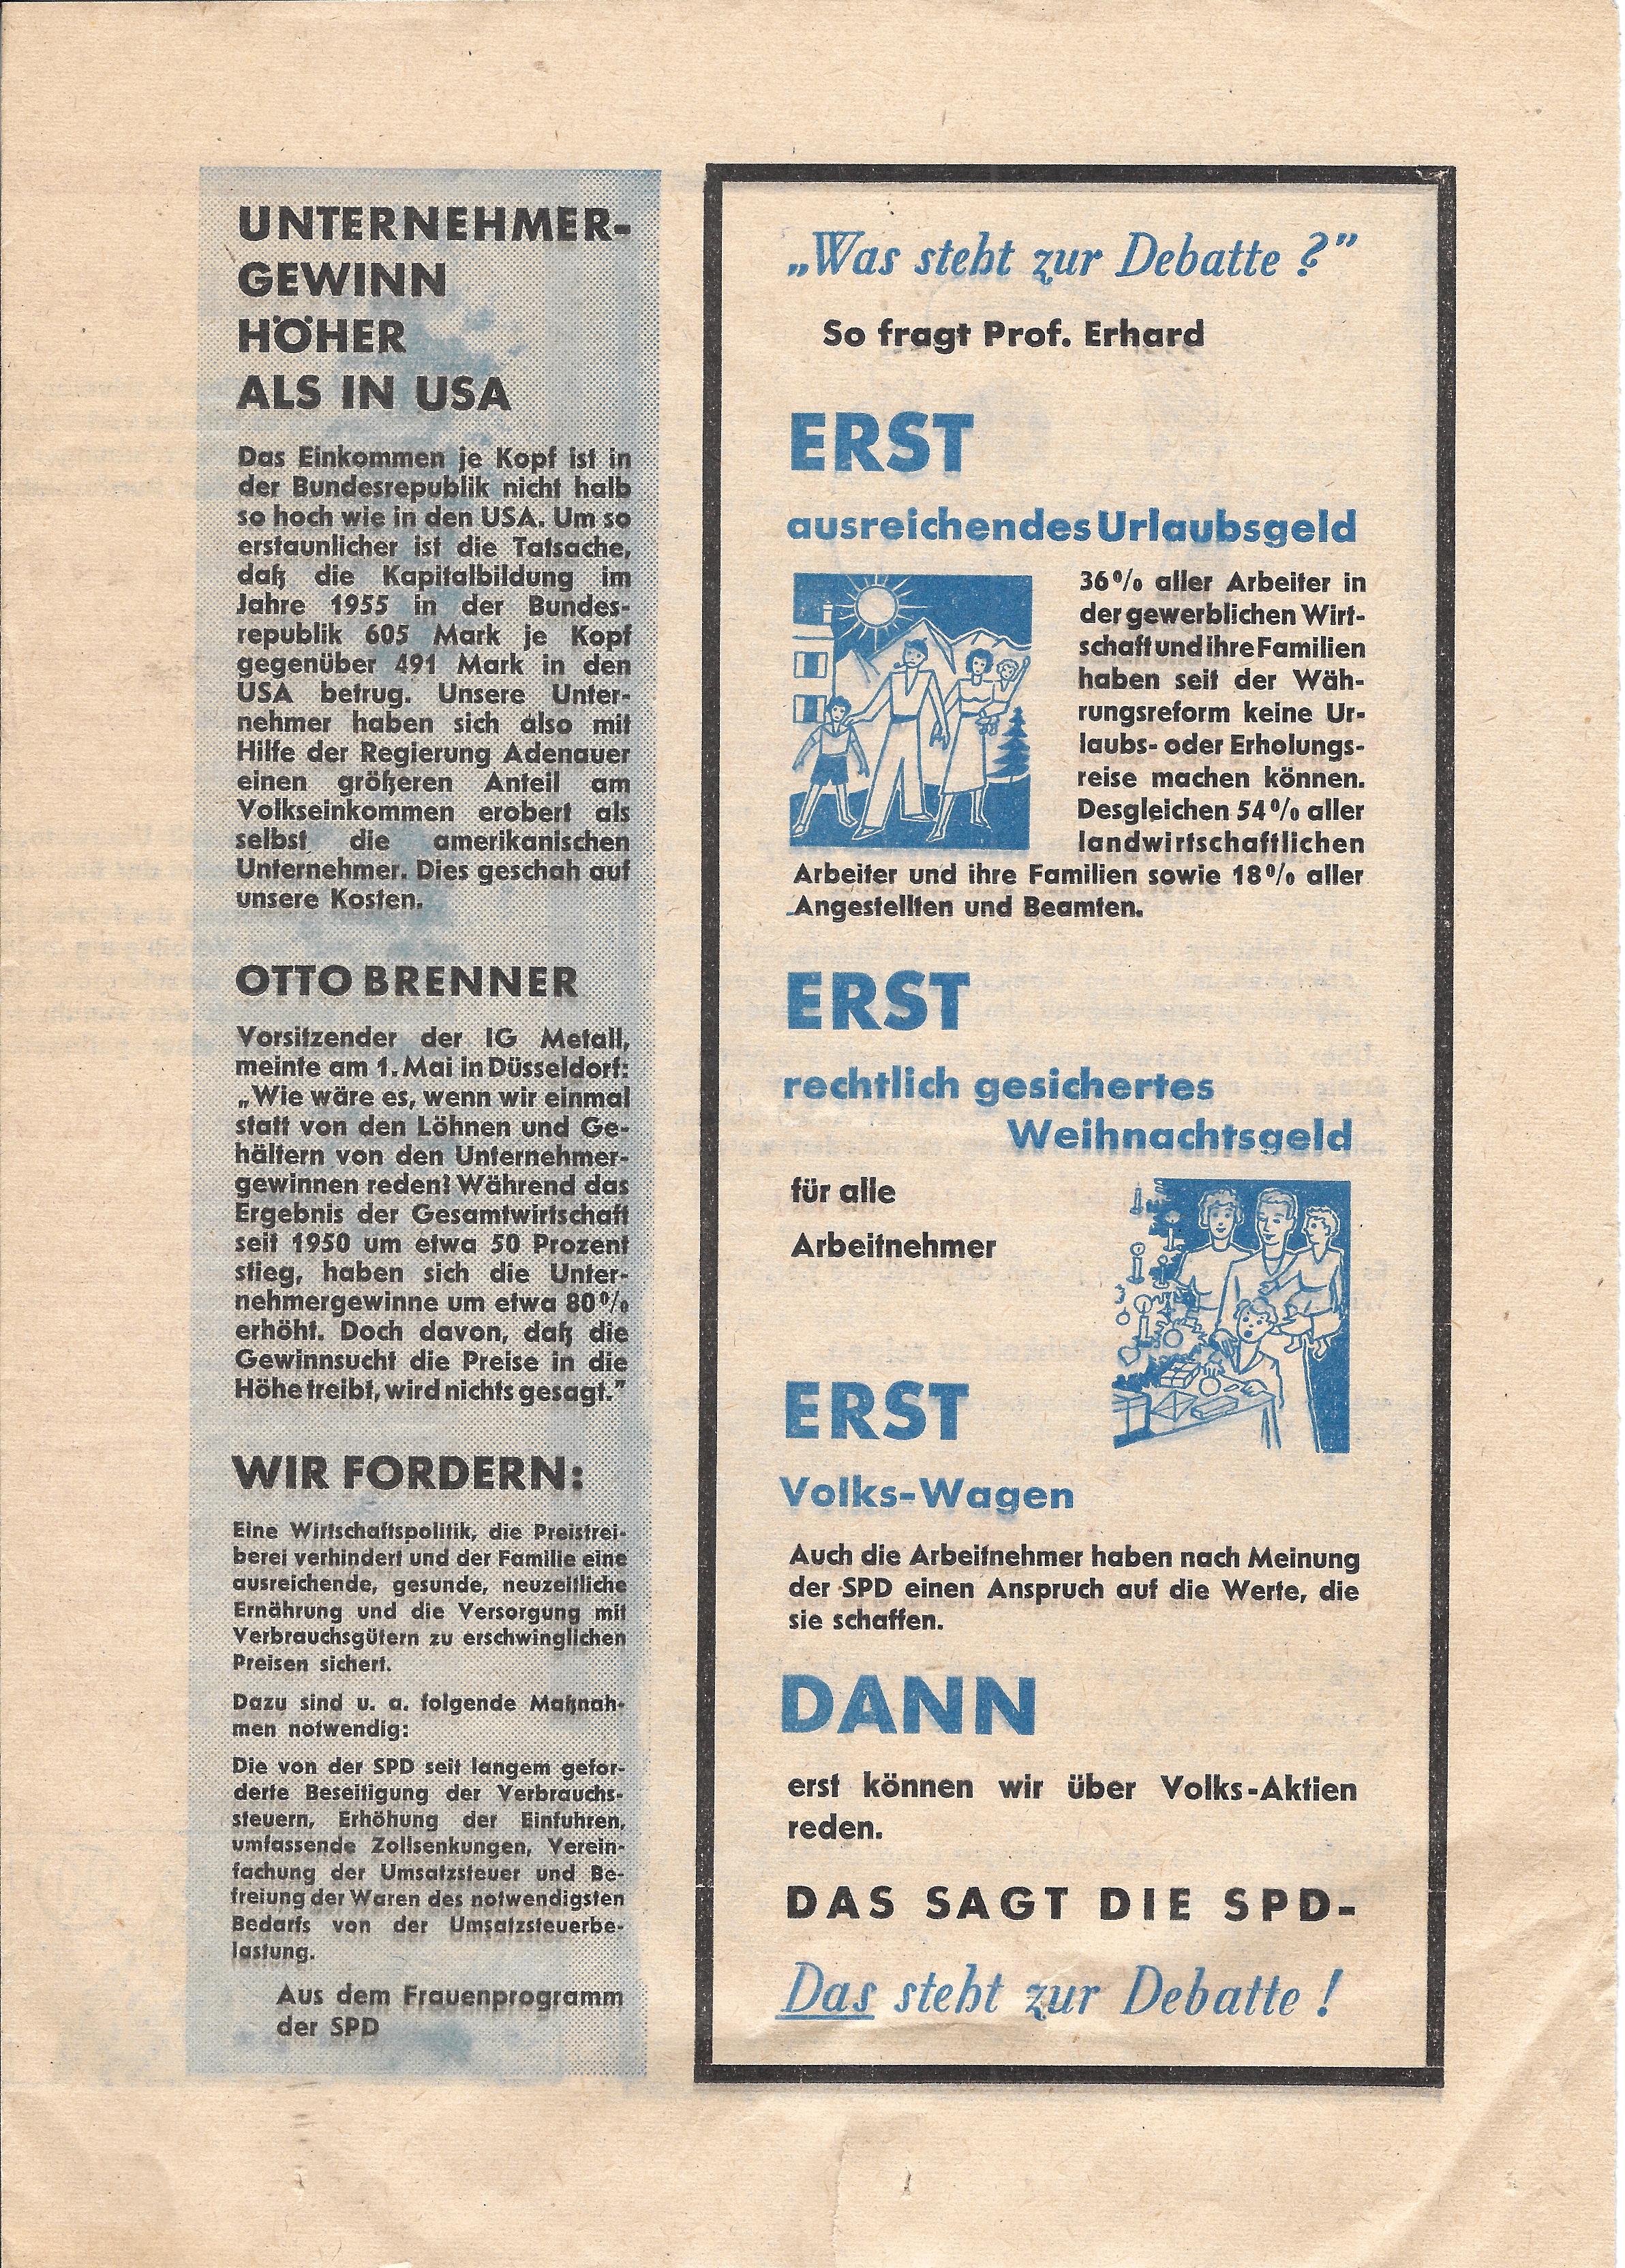 UNTERNEHMER-
GEWINN
HÖHER
ALS IN USA
Das Einkommen je Kopf ist in
der Bundesrepublik nicht halb
so hoch wie in den USA. Um so
erstaunlicher ist die Tatsache,
daß die Kapitalbildung im
Jahre 1955 in der Bundes-
republik 605 Mark je Kopf
gegenüber 491 Mark in den
USA betrug. Unsere Unter-
nehmer haben sich also mit
Hilfe der Regierung Adenauer
einen größeren Anteil am
Volkseinkommen erobert als
selbst die amerikanischen
Unternehmer. Dies geschah auf
unsere Kosten.
OTTO BRENNER
Vorsitzender der IG Metall,
meinte am 1. Mai in Düsseldorf:
„Wie wäre es, wenn wir einmal
statt von den Löhnen und Ge-
hältern von den Unternehmer-
gewinnen reden? Während das
Ergebnis der Gesamtwirtschaft
seit 1950 um etwa 50 Prozent
stieg, haben sich die Unter-
nehmergewinne um etwa 80%
erhöht. Doch davon, daß die
Gewinnsucht die Preise in die
Höhe treibt, wird nichts gesagt.”
WIR FORDERN:
Eine Wirtschaftspolitik, die Preistrei-
berei verhindert und der Familie eine
ausreichende, gesunde, neuzeitliche
Ernährung und die Versorgung mit
Verbrauchsgütern zu erschwinglichen
Preisen sichert.
Dazu sind u. a. folgende Maßnah-
men notwendig:
Die von der SPD seit langem gefor-
derte Beseitigung der Verbrauchs-
steuern, Erhöhung der Einfuhren,
umfassende Zollsenkungen, Verein-
fachung der Umsatzsteuer und Be-
freiung der Waren des notwendigsten
Bedarfs von der Umsatzsteuerbe-
lastung.
Aus dem Frauenprogramm
der SPD
„Was steht zur Debatte ?”
So fragt Prof. Erhard
ERST
ausreichendes Urlaubsgeld
36% aller Arbeiter in
der gewerblichen Wirt-
schaft und ihre Familien
haben seit der Wäh-
rungsreform keine Ur-
laubs- oder Erholungs-
reise machen können.
Desgleichen 54% aller
landwirtschaftlichen
Arbeiter und ihre Familien sowie 18% aller
Angestellten und Beamten.
ERST
rechtlich gesichertes
Weihnachtsgeld
für alle
Arbeitnehmer
ERST
Volks-Wagen
Auch die Arbeitnehmer haben nach Meinung
der SPD einen Anspruch auf die Werte, die
sie schaffen.
DANN
erst können wir über Volks-Aktien
reden.
DAS SAGT DIE SPD-
Das steht zur Debatte !